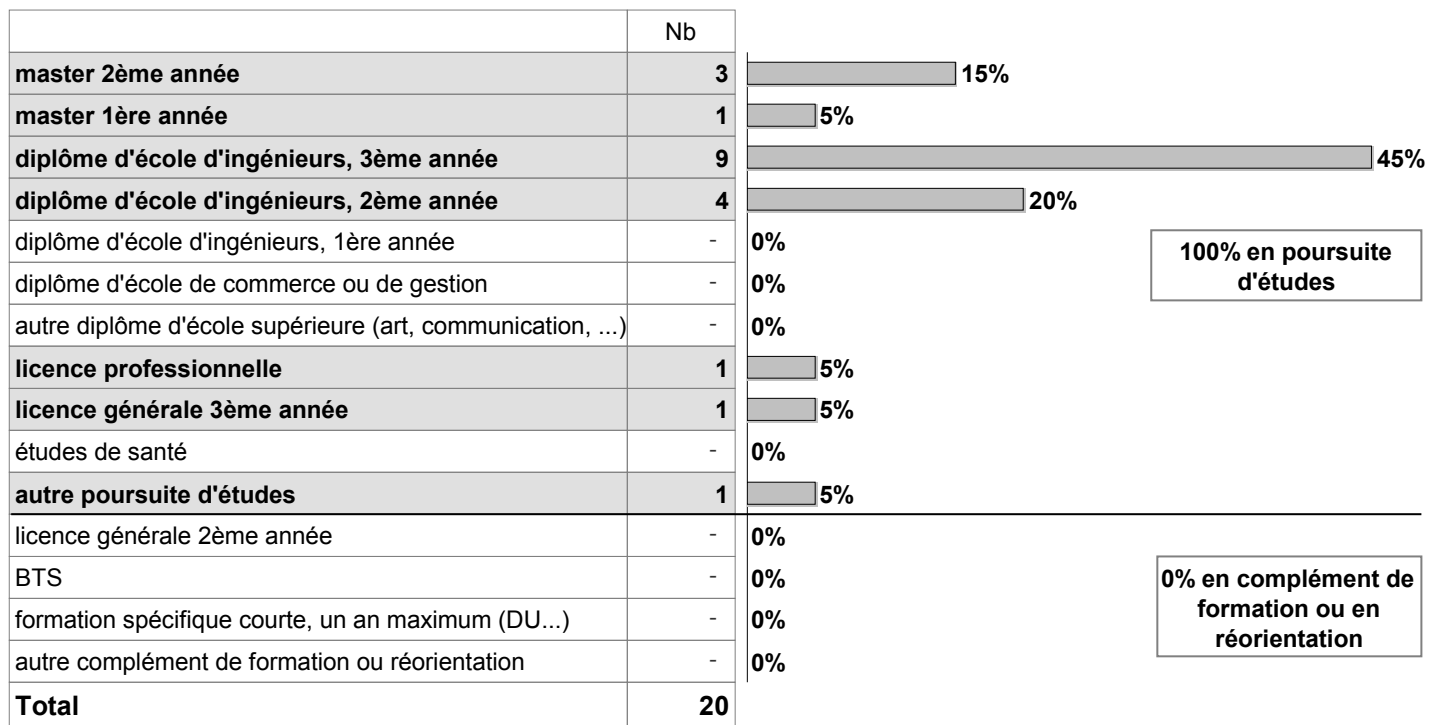 Nb
master 2ème année 3 15%
master 1ère année 1 5%
diplôme d'école d'ingénieurs, 3ème année 9 45%
diplôme d'école d'ingénieurs, 2ème année 4 20%
diplôme d'école d'ingénieurs, 1ère année - 0%
diplôme d'école de commerce ou de gestion - 0%
autre diplôme d'école supérieure (art, communication, ...) - 0%
100% en poursuite
d'études
licence professionnelle 1 5%
licence générale 3ème année 1 5%
études de santé - 0%
autre poursuite d'études 1 5%
licence générale 2ème année - 0%
BTS - 0%
formation spécifique courte, un an maximum (DU...) - 0%
autre complément de formation ou réorientation - 0%
0% en complément de
formation ou en
réorientation
Total 20